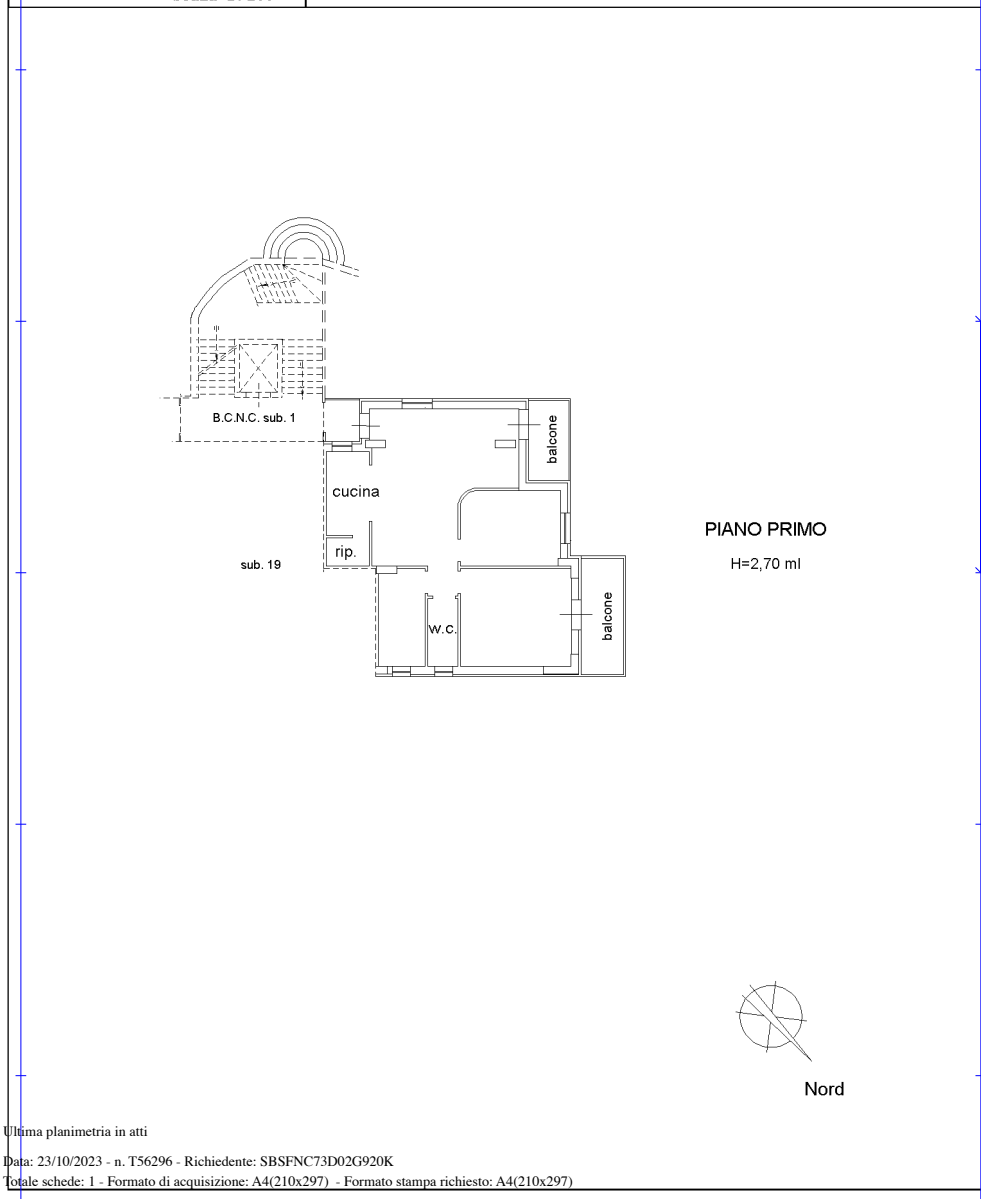 B.C.N.C. sub. 1
balcone
cucina
PIANO PRIMO
rip.
H=2,70 ml
sub. 19
balcone
w.c.
Nord
Ultima planimetria in atti
Data: 23/10/2023 - n. T56296 - Richiedente: SBSFNC73D02G920K
Totale schede: 1 - Formato di acquisizione: A4(210x297) - Formato stampa richiesto: A4(210x297)